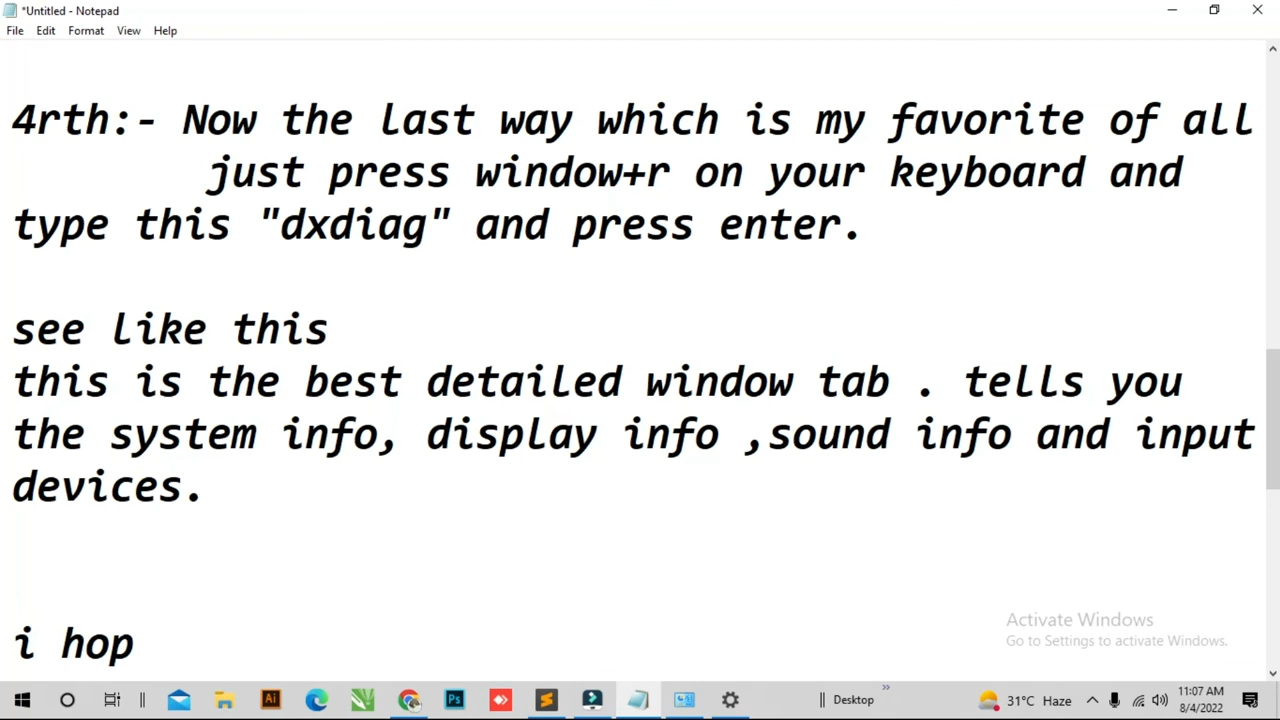 *Untitled - Notepad
File Edit Format View Help
4rth:- Now the last way which is my favorite of all
just press window+r on your keyboard and
type this "dxdiag" and press enter.
see like this
this is the best detailed window tab . tells you
the system info, display info ,sound info and input
devices.
i hop
Activate Windows
Go to Settings to activate Windows.
Ai Ps Desktop » 31°C Haze 11:07 AM
8/4/2022